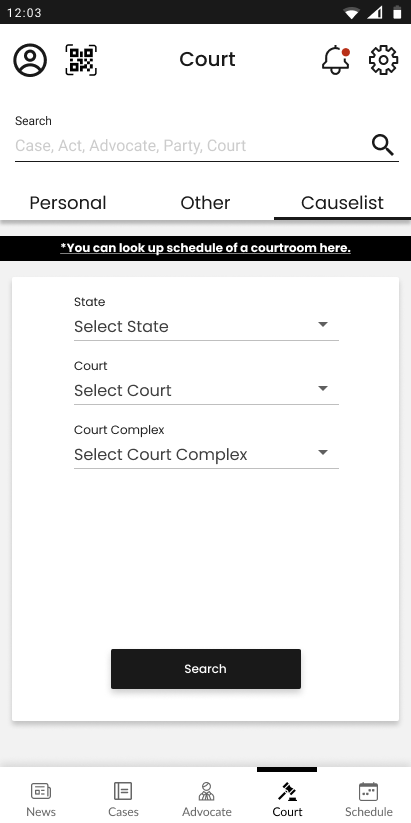 12:03
Court
Search
Case, Act, Advocate, Party, Court
Personal Other Causelist
*You can look up schedule of a courtroom here.
State
Select State
Court
Select Court
Court Complex
Select Court Complex
Search
News Cases Advocate Court Schedule